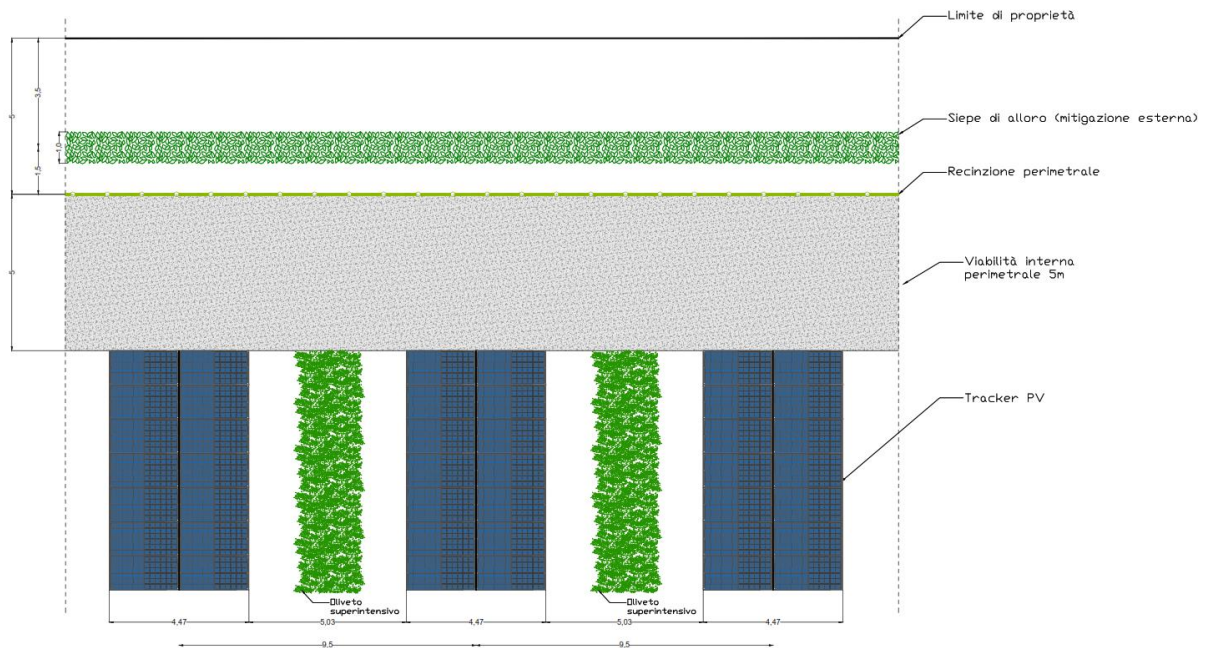 Limite di proprietà
3,5
5
Siepe di alloro (mitigazione esterna)
1,0
1,5
Recinzione perimetrale
5
Viabilità interna
perimetrale 5m
Tracker PV
Oliveto
superintensivo
Oliveto
superintensivo
4,47
5,03
4,47
5,03
4,47
9,5
9,5